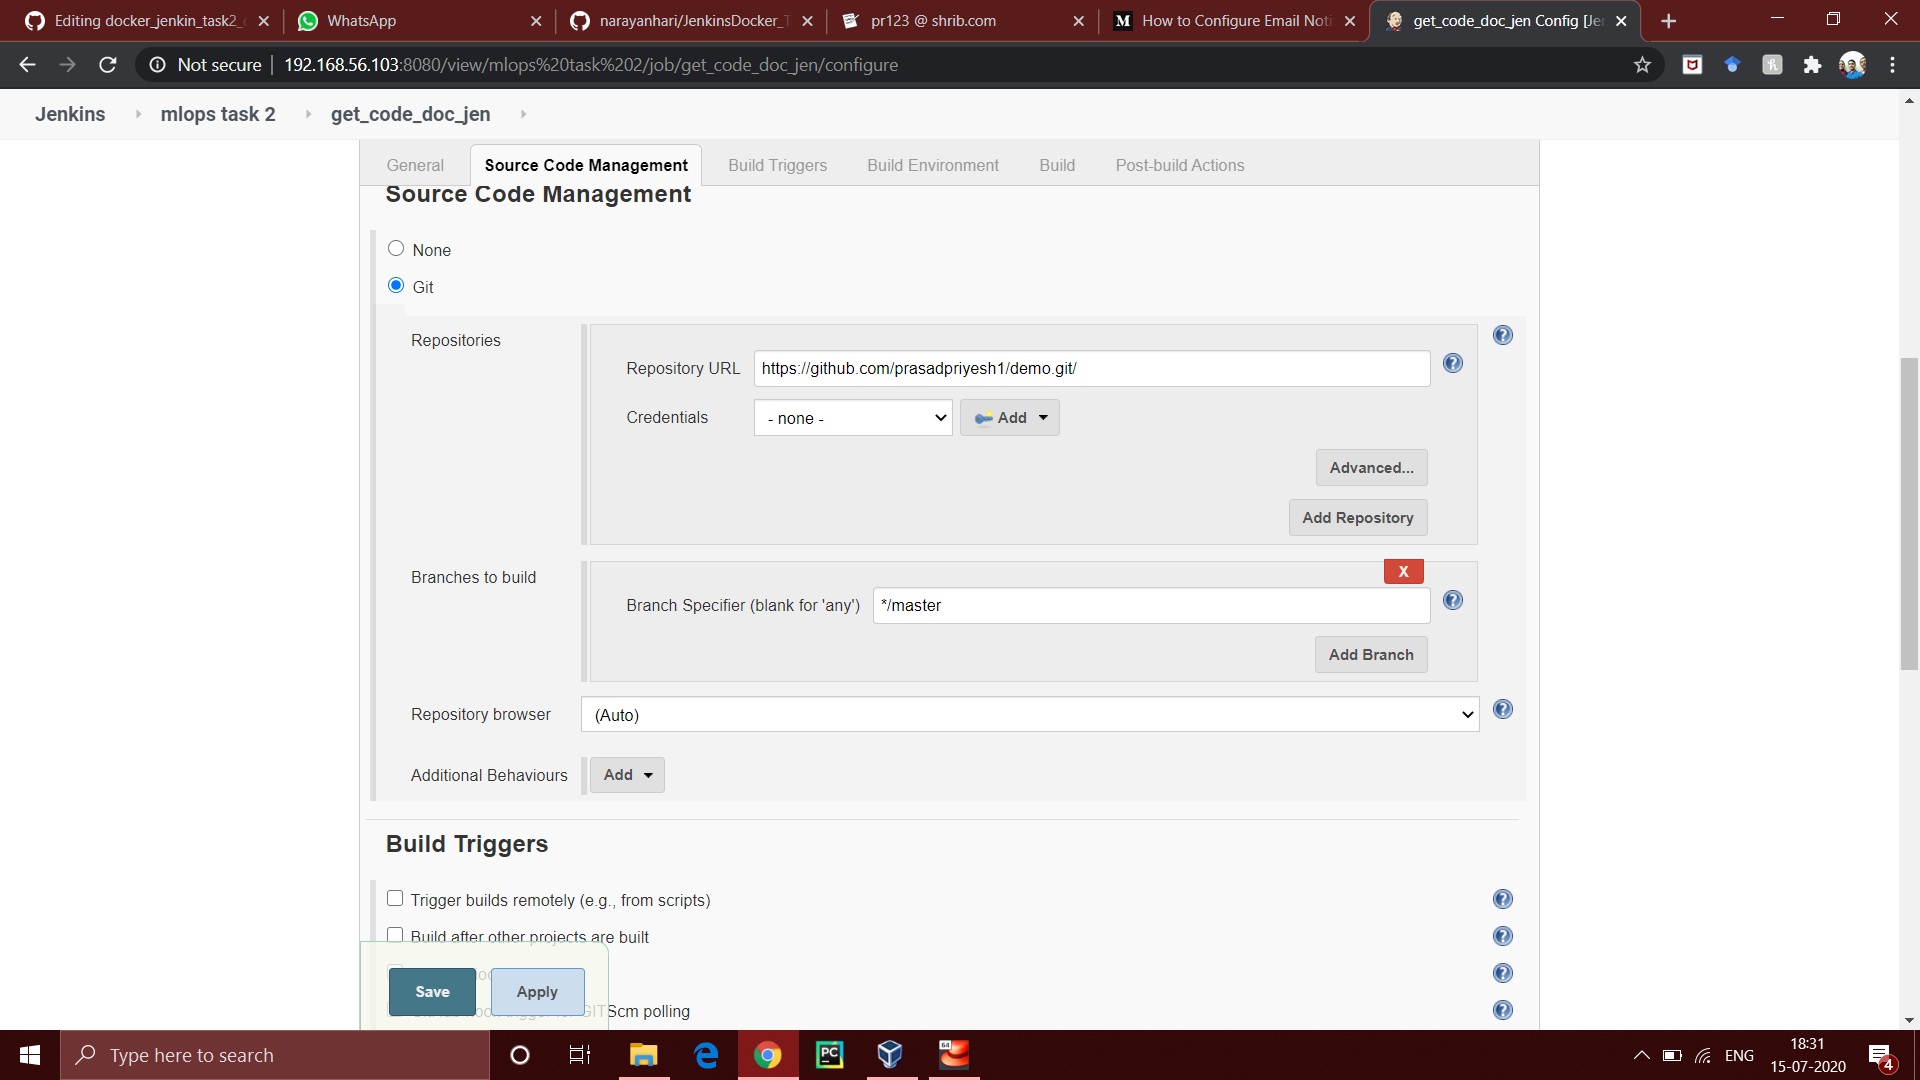 Editing docker_jenkin_task2_
WhatsApp
narayanhari/JenkinsDocker_T
pr123 @ shrib.com
M How to Configure Email Noti
get_code_doc_jen Config [Jen
Not secure | 192.168.56.103:8080/view/mlops%20task%202/job/get_code_doc_jen/configure
Jenkins mlops task 2 get_code_doc_jen
General Source Code Management Build Triggers Build Environment Build Post-build Actions
Source Code Management
None
Git
Repositories
Repository URL https://github.com/prasadpriyesh1/demo.git/
Credentials - none - Add
Advanced...
Add Repository
Branches to build
X
Branch Specifier (blank for 'any') */master
Add Branch
Repository browser (Auto)
Additional Behaviours Add
Build Triggers
Trigger builds remotely (e.g., from scripts)
Build after other projects are built
Save Apply
GITScm polling
Type here to search
PC
64
ENG
18:31
15-07-2020
4